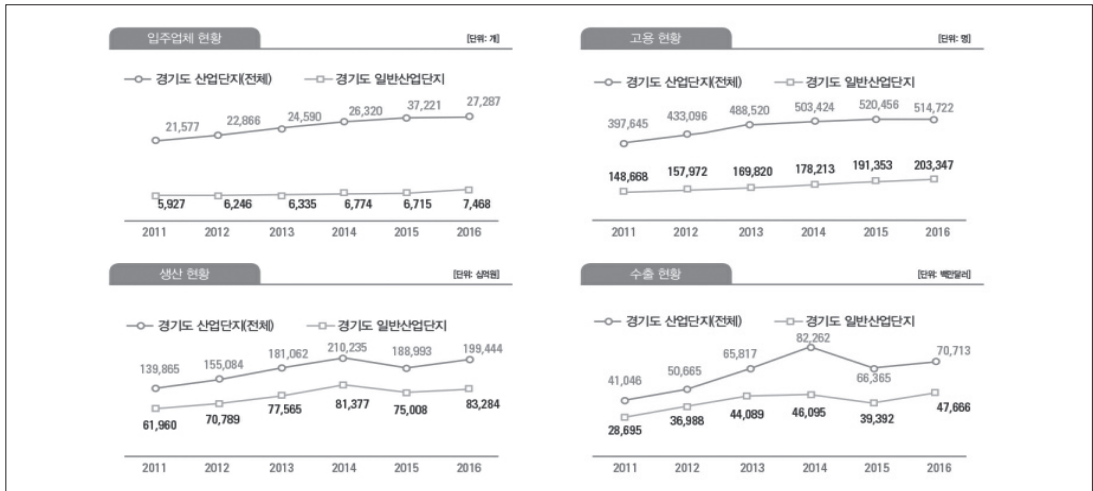 입주업체 현황
[단위: 개]
경기도 산업단지(전체) 경기도 일반산업단지
21,577 22,866 24,590 26,320 37,221 27,287
5,927 6,246 6,335 6,774 6,715 7,468
2011 2012 2013 2014 2015 2016
고용 현황
[단위: 명]
경기도 산업단지(전체) 경기도 일반산업단지
397,645 433,096 488,520 503,424 520,456 514,722
148,668 157,972 169,820 178,213 191,353 203,347
2011 2012 2013 2014 2015 2016
생산 현황
[단위: 십억원]
경기도 산업단지(전체) 경기도 일반산업단지
139,865 155,084 181,062 210,235 188,993 199,444
61,960 70,789 77,565 81,377 75,008 83,284
2011 2012 2013 2014 2015 2016
수출 현황
[단위: 백만달러]
경기도 산업단지(전체) 경기도 일반산업단지
41,046 50,665 65,817 82,262 66,365 70,713
28,695 36,988 44,089 46,095 39,392 47,666
2011 2012 2013 2014 2015 2016